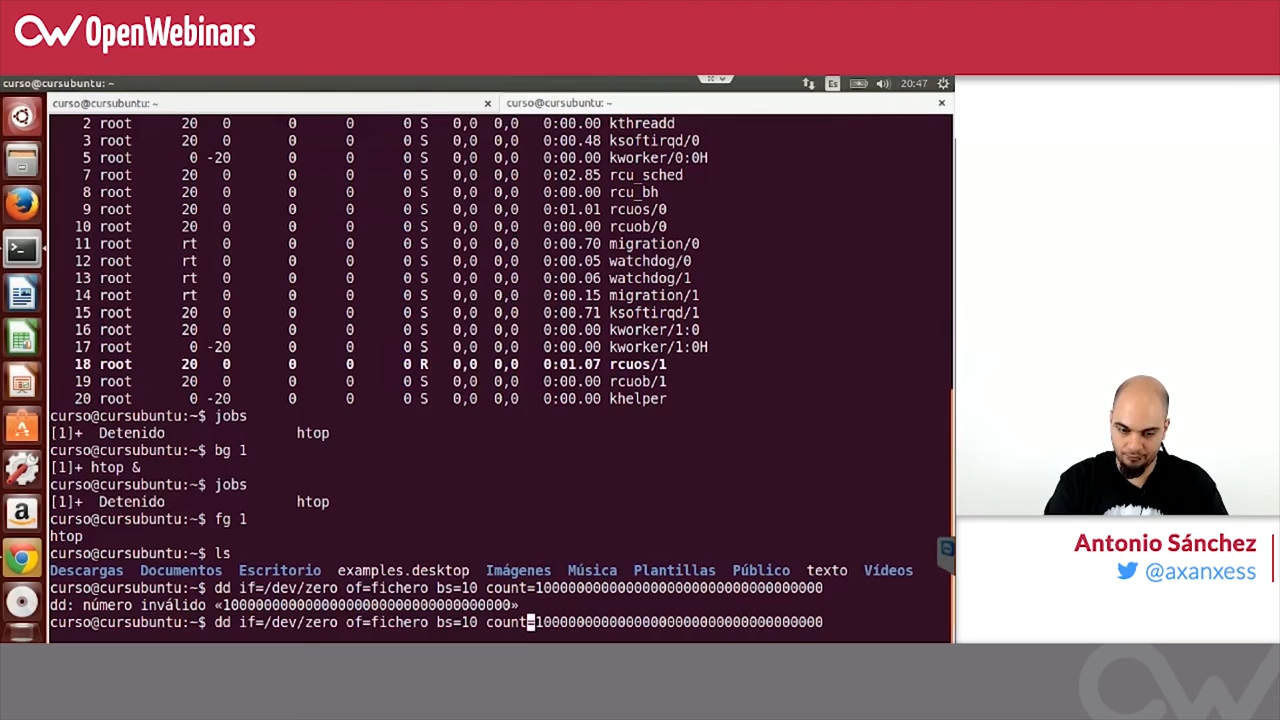 OpenWebinars
curso@cursubuntu: ~
Es
20:47
curso@cursubuntu: ~ × curso@cursubuntu: ~ ×
2 root 20 0 0 0 0 S 0,0 0,0 0:00.00 kthreadd
3 root 20 0 0 0 0 S 0,0 0,0 0:00.48 ksoftirqd/0
5 root 0 -20 0 0 0 S 0,0 0,0 0:00.00 kworker/0:0H
7 root 20 0 0 0 0 S 0,0 0,0 0:02.85 rcu_sched
8 root 20 0 0 0 0 S 0,0 0,0 0:00.00 rcu_bh
9 root 20 0 0 0 0 S 0,0 0,0 0:01.01 rcuos/0
10 root 20 0 0 0 0 S 0,0 0,0 0:00.00 rcuob/0
11 root rt 0 0 0 0 S 0,0 0,0 0:00.70 migration/0
12 root rt 0 0 0 0 S 0,0 0,0 0:00.05 watchdog/0
13 root rt 0 0 0 0 S 0,0 0,0 0:00.06 watchdog/1
14 root rt 0 0 0 0 S 0,0 0,0 0:00.15 migration/1
15 root 20 0 0 0 0 S 0,0 0,0 0:00.71 ksoftirqd/1
16 root 20 0 0 0 0 S 0,0 0,0 0:00.00 kworker/1:0
17 root 0 -20 0 0 0 S 0,0 0,0 0:00.00 kworker/1:0H
18 root 20 0 0 0 0 R 0,0 0,0 0:01.07 rcuos/1
19 root 20 0 0 0 0 S 0,0 0,0 0:00.00 rcuob/1
20 root 0 -20 0 0 0 S 0,0 0,0 0:00.00 khelper
curso@cursubuntu:~$ jobs
[1]+ Detenido htop
curso@cursubuntu:~$ bg 1
[1]+ htop &
curso@cursubuntu:~$ jobs
[1]+ Detenido htop
curso@cursubuntu:~$ fg 1
htop
curso@cursubuntu:~$ ls
Descargas Documentos Escritorio examples.desktop Imágenes Música Plantillas Público texto Vídeos
curso@cursubuntu:~$ dd if=/dev/zero of=fichero bs=10 count=10000000000000000000000000000000000
dd: número inválido «10000000000000000000000000000000000»
curso@cursubuntu:~$ dd if=/dev/zero of=fichero bs=10 count=10000000000000000000000000000000000
Antonio Sánchez
@axanxess